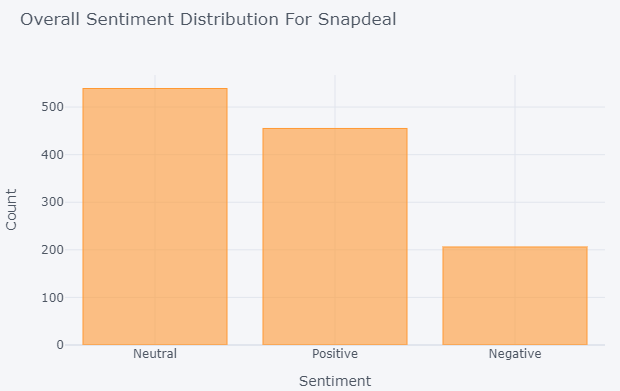 Overall Sentiment Distribution For Snapdeal
Count
500
400
300
200
100
0
Neutral Positive Negative
Sentiment